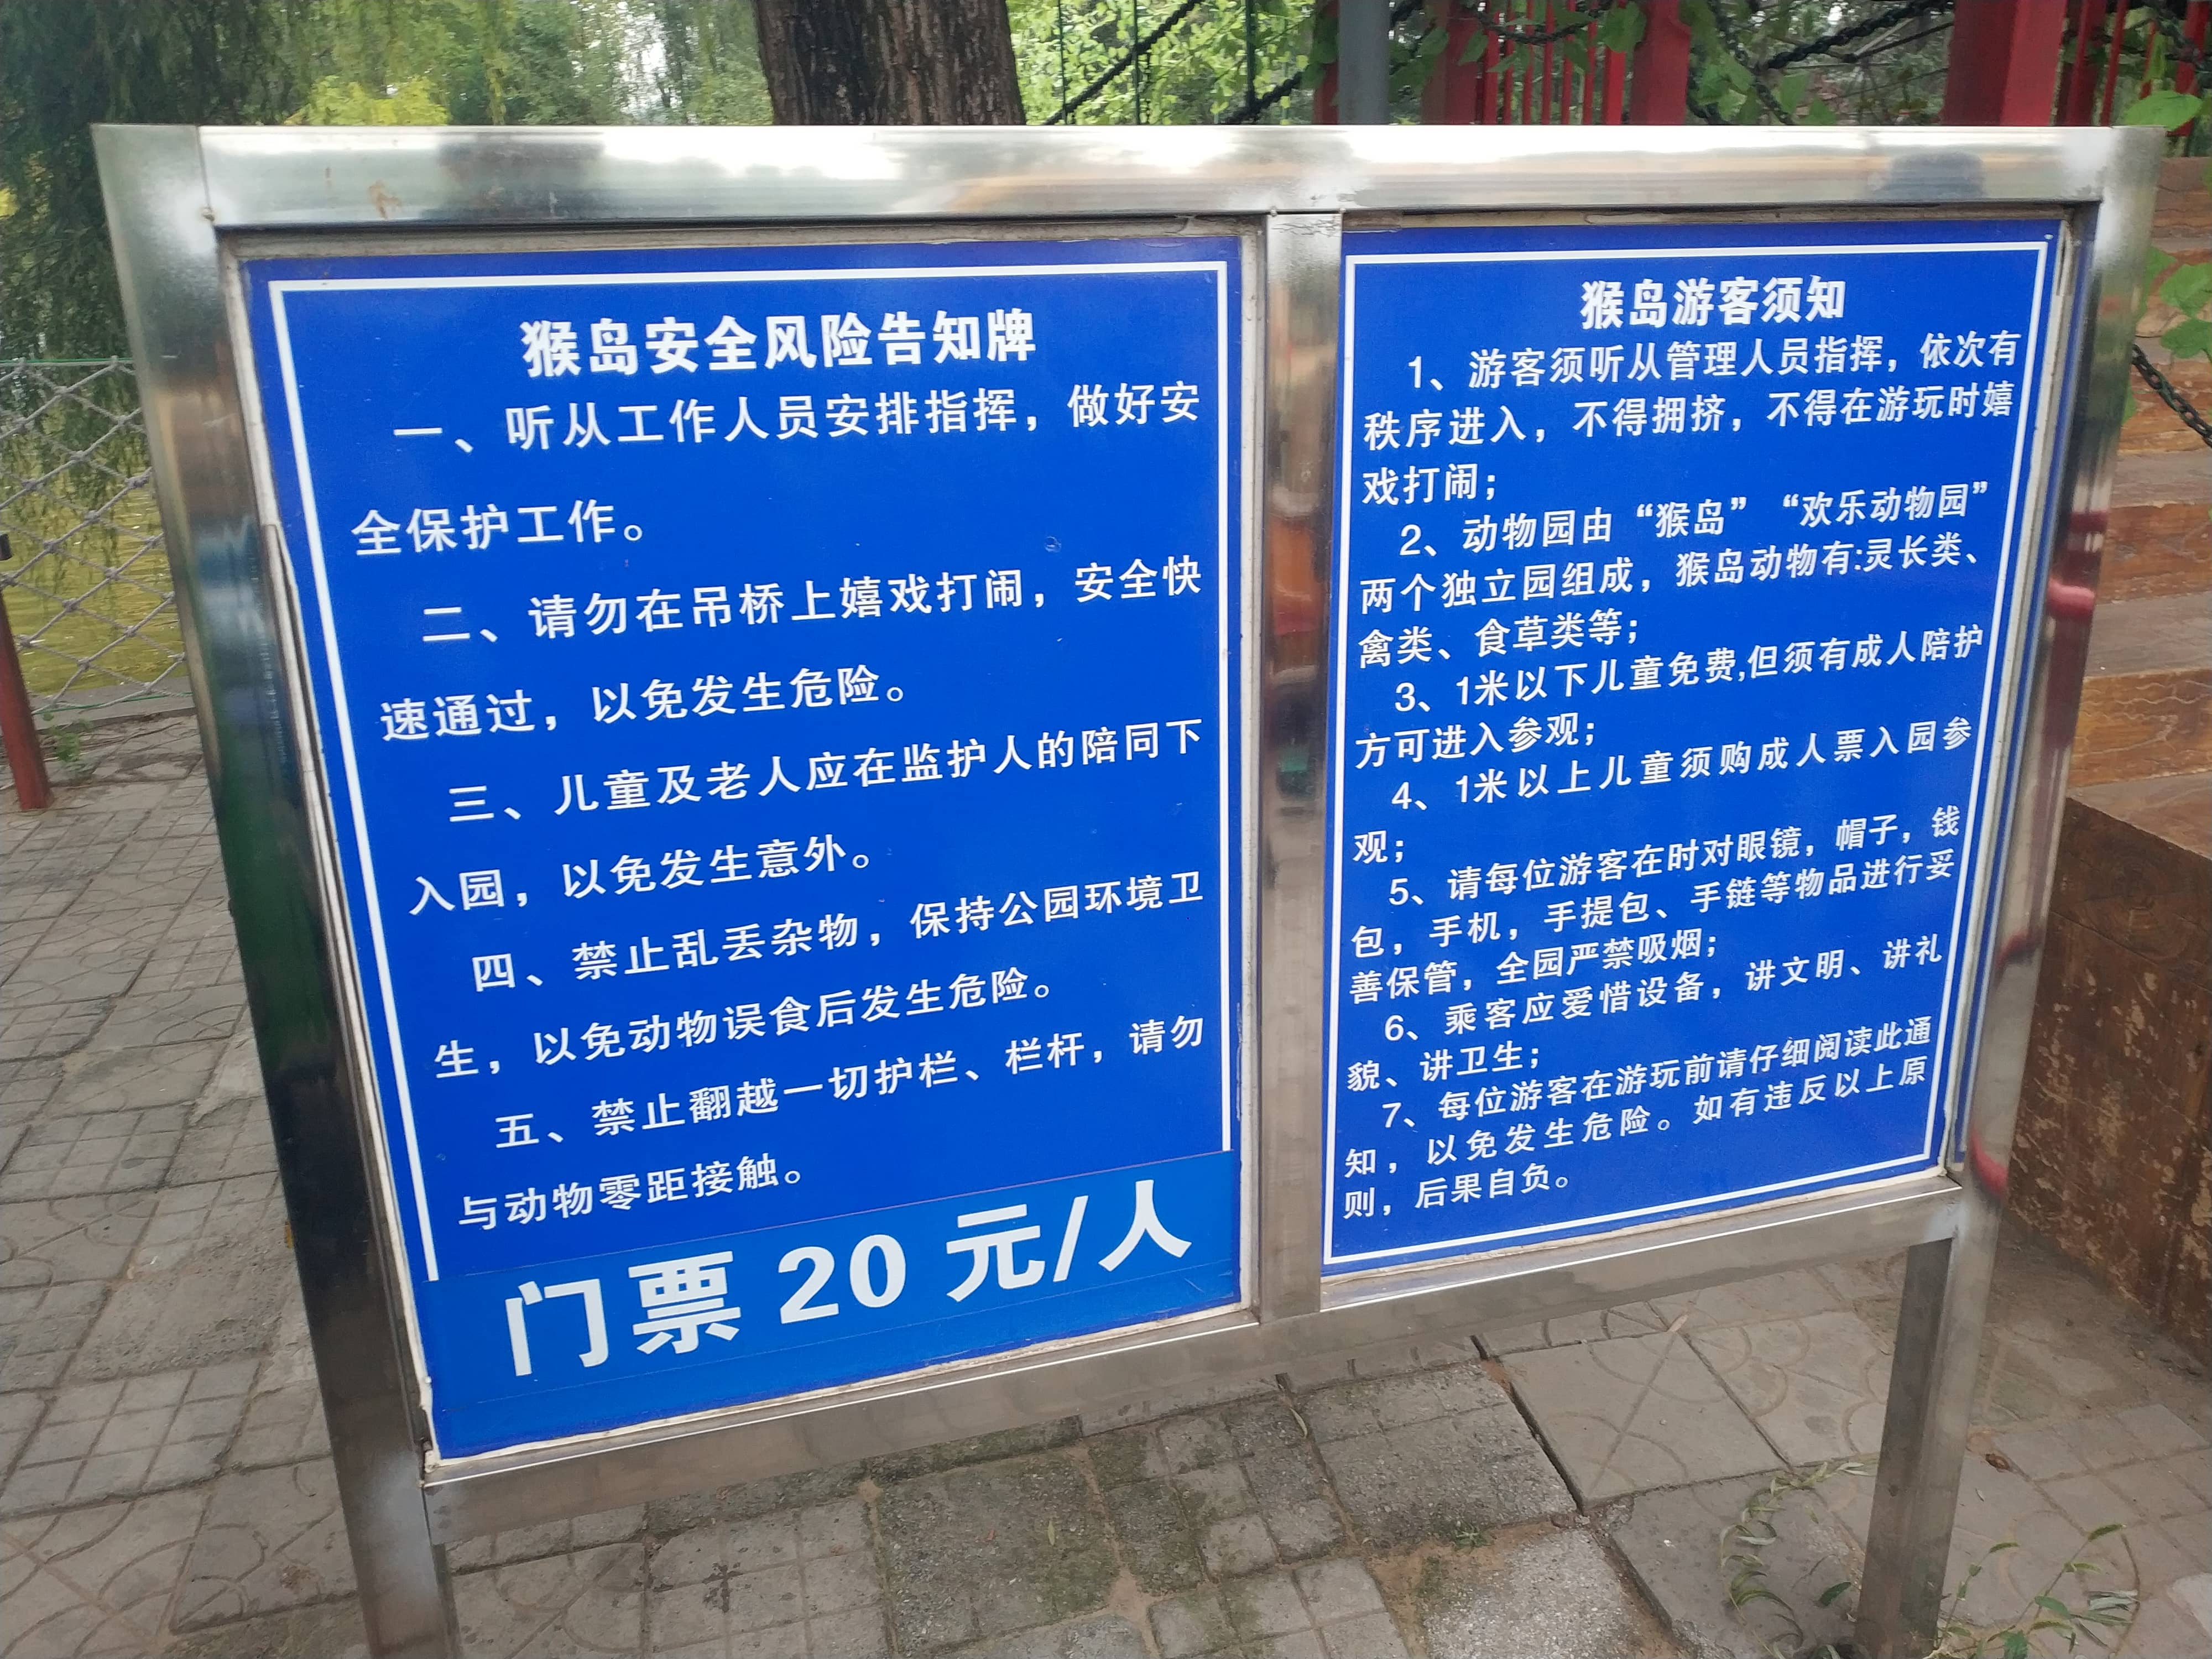 猴岛安全风险告知牌
一、听从工作人员安排指挥，做好安
全保护工作。
二、请勿在吊桥上嬉戏打闹，安全快
速通过，以免发生危险。
三、儿童及老人应在监护人的陪同下
入园，以免发生意外。
四、禁止乱丢杂物，保持公园环境卫
生，以免动物误食后发生危险。
五、禁止翻越一切护栏、栏杆，请勿
与动物零距接触。
门票 20 元/人
猴岛游客须知
1、游客须听从管理人员指挥，依次有
秩序进入，不得拥挤，不得在游玩时嬉
戏打闹；
2、动物园由“猴岛”“欢乐动物园”
两个独立园组成，猴岛动物有:灵长类、
禽类、食草类等；
3、1米以下儿童免费,但须有成人陪护
方可进入参观；
4、1米以上儿童须购成人票入园参
观；
5、请每位游客在时对眼镜，帽子，钱
包，手机，手提包、手链等物品进行妥
善保管，全园严禁吸烟；
6、乘客应爱惜设备，讲文明、讲礼
貌、讲卫生；
7、每位游客在游玩前请仔细阅读此通
知，以免发生危险。如有违反以上原
则，后果自负。